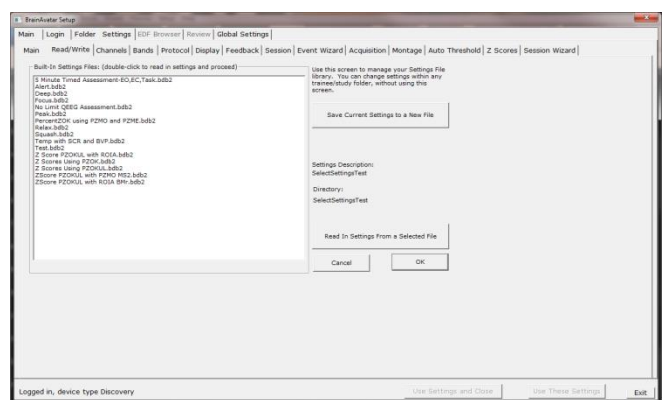 BrainAvatar Setup
Main | Login | Folder Settings | EDF Browser | Review | Global Settings |
Main Read/Write | Channels | Bands | Protocol | Display | Feedback | Session | Event Wizard | Acquisition | Montage | Auto Threshold | Z Scores | Session Wizard |
Built-In Settings Files: (double-click to read in settings and proceed)
5 Minute Timed Assessment-EO,EC,Task.bdb2
Alert.bdb2
Deep.bdb2
Focus.bdb2
No Limit QEEG Assessment.bdb2
Peak.bdb2
PercentZOK using PZMO and PZME.bdb2
Relax.bdb2
Squash.bdb2
Temp with SCR and BVP.bdb2
Test.bdb2
Z Score PZOKUL with ROIA.bdb2
Z Scores Using PZOK.bdb2
Z Scores Using PZOKUL.bdb2
ZScore PZOKUL with PZMO MS2.bdb2
ZScore PZOKUL with ROIA BMr.bdb2
Use this screen to manage your Settings File
library. You can change settings within any
trainee/study folder, without using this
screen.
Save Current Settings to a New File
Settings Description:
SelectSettingsTest
Directory:
SelectSettingsTest
Read In Settings From a Selected File
Cancel
OK
Logged in, device type Discovery
Use Settings and Close
Use These Settings
Exit